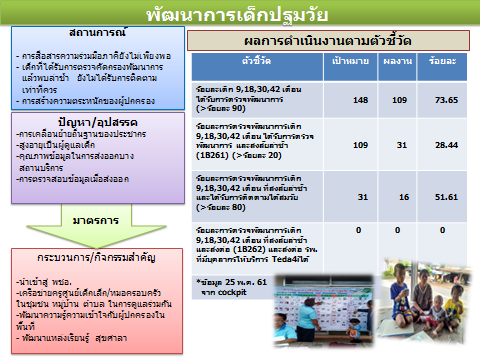 พัฒนาการเด็กปฐมวัย
สถานการณ์
- การสื่อสารความร่วมมือภาคียังไม่เพียงพอ
- เด็กที่ได้รับการตรวจคัดกรองพัฒนาการ
แล้วพบล่าช้า ยังไม่ได้รับการติดตาม
เท่าที่ควร
- การสร้างความตระหนักของผู้ปกครอง
ปัญหา/อุปสรรค
-การเคลื่อนย้ายถิ่นฐานของประชากร
-สูงอายุเป็นผู้ดูแลเด็ก
-คุณภาพข้อมูลในการส่งออกบาง
สถานบริการ
-การตรวจสอบข้อมูลเมื่อส่งออก
มาตรการ
กระบวนการ/กิจกรรมสำคัญ
-นำเข้าสู่ พชอ.
-เครือข่ายครูศูนย์เด็กเล็ก/หมอครอบครัว
ในชุมชน หมู่บ้าน ตำบล ในการดูแลร่วมกัน
-พัฒนาความรู้ความเข้าใจกับผู้ปกครองใน
พื้นที่
- พัฒนาแหล่งเรียนรู้ สุขศาลา
ผลการดำเนินงานตามตัวชี้วัด
ตัวชี้วัด เป้าหมาย ผลงาน ร้อยละ
ร้อยละเด็ก 9,18,30,42 เดือน
ได้รับการตรวจพัฒนาการ
(>ร้อยละ 90)
148 109 73.65
ร้อยละการตรวจพัฒนาการเด็ก
9,18,30,42 เดือน ได้รับการตรวจ
พัฒนาการ และสงสัยล่าช้า
(1B261) (>ร้อยละ 20)
109 31 28.44
ร้อยละการตรวจพัฒนาการเด็ก
9,18,30,42 เดือน ที่สงสัยล่าช้า
และได้รับการติดตามได้สมวัย
(>ร้อยละ 80)
31 16 51.61
ร้อยละการตรวจพัฒนาการเด็ก
9,18,30,42 เดือน ที่สงสัยล่าช้า
และส่งต่อ (1B262) และส่งต่อ รพ.
ที่มีบุคลากรให้บริการ Teda4iได้
0 0 0
*ข้อมูล 25 พ.ค. 61
จาก cockpit